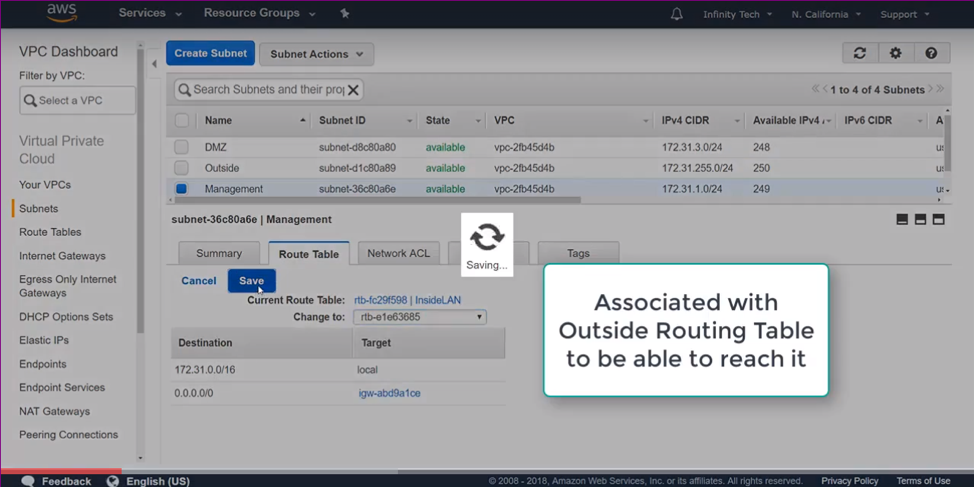 aws
Services
Resource Groups
Infinity Tech
N. California
Support
VPC Dashboard
Filter by VPC:
Select a VPC
Virtual Private
Cloud
Your VPCs
Subnets
Route Tables
Internet Gateways
Egress Only Internet
Gateways
DHCP Options Sets
Elastic IPs
Endpoints
Endpoint Services
NAT Gateways
Peering Connections
Create Subnet
Subnet Actions
Search Subnets and their prop
1 to 4 of 4 Subnets
Name Subnet ID State VPC IPv4 CIDR Available IPv4 IPv6 CIDR A
DMZ subnet-d8c80a80 available vpc-2fb45d4b 172.31.3.0/24 248
Outside subnet-d1c80a89 available vpc-2fb45d4b 172.31.255.0/24 250
Management subnet-36c80a6e available vpc-2fb45d4b 172.31.1.0/24 249
subnet-36c80a6e | Management
Summary Route Table Network ACL Tags
Saving...
Cancel Save
Current Route Table: rtb-fc29f598 | InsideLAN
Change to: rtb-e1e63685
Destination Target
172.31.0.0/16 local
0.0.0.0/0 igw-abd9a1ce
Associated with
Outside Routing Table
to be able to reach it
Feedback
English (US)
© 2008 - 2018, Amazon Web Services, Inc. or its affiliates. All rights reserved.
Privacy Policy
Terms of Use